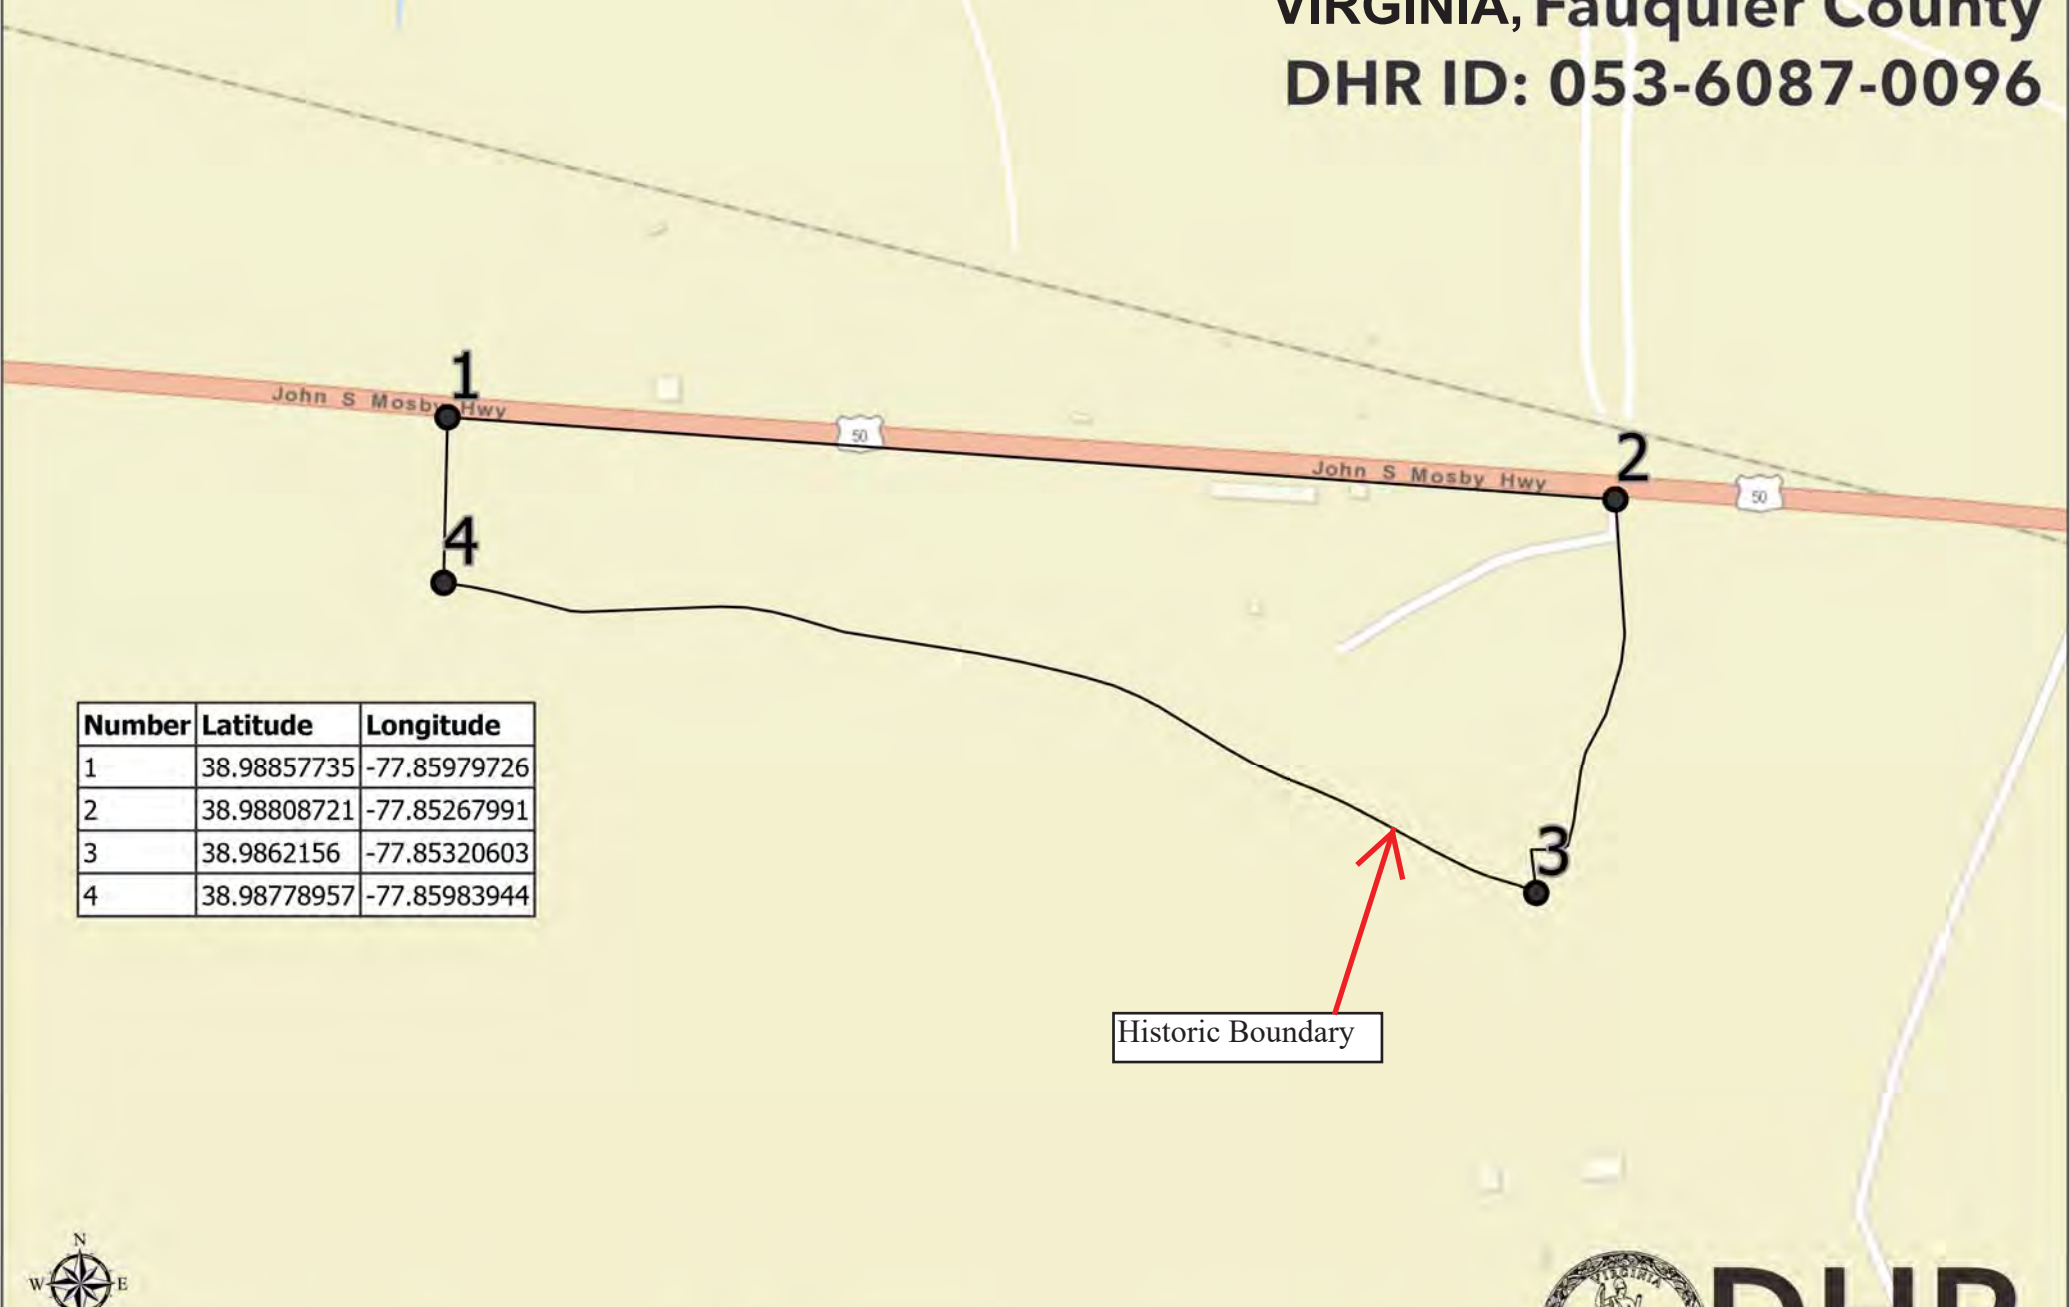 VIRGINIA, Fauquier County
DHR ID: 053-6087-0096
1
John S Mosby Hwy
50
John S Mosby Hwy
2
50
4
3
Number Latitude Longitude
1 38.98857735 -77.85979726
2 38.98808721 -77.85267991
3 38.9862156 -77.85320603
4 38.98778957 -77.85983944
Historic Boundary
N
W E
VIRGINIA
DHR